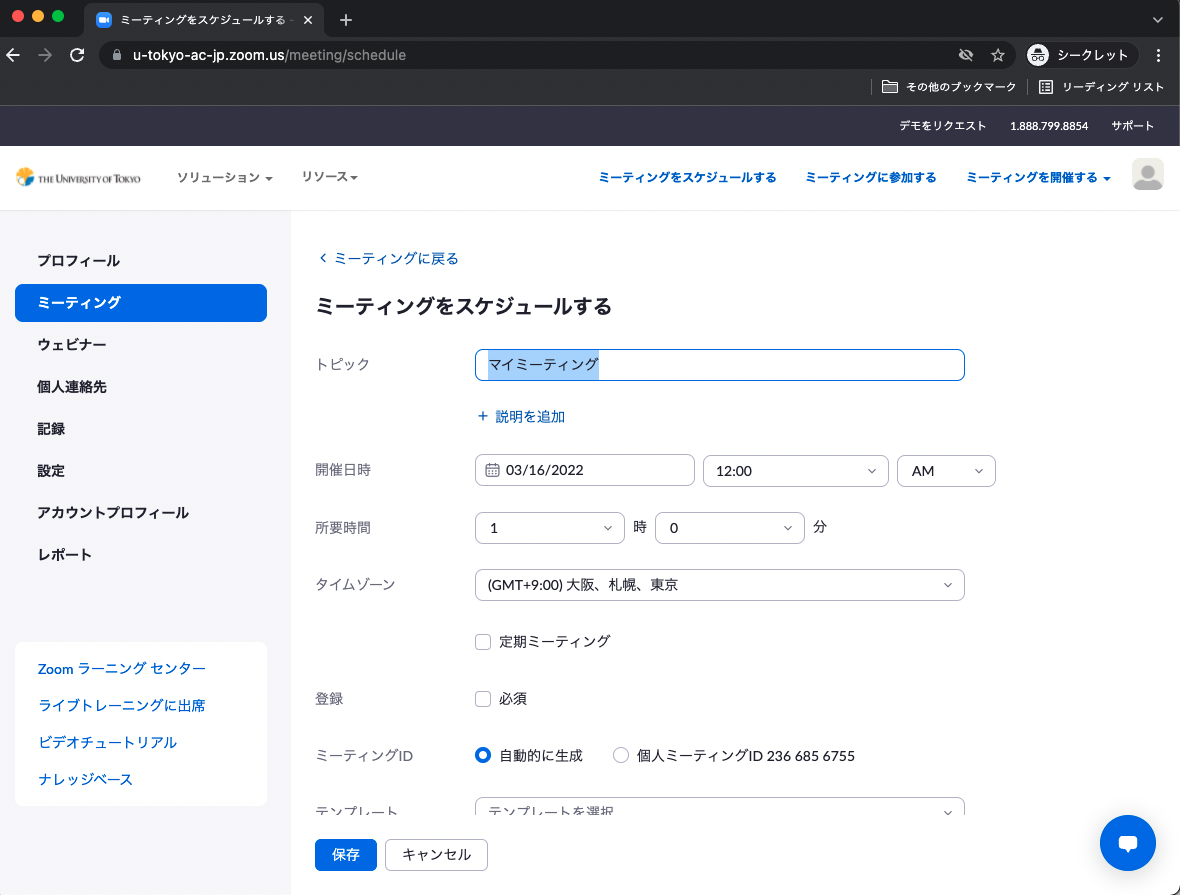 ミーティングをスケジュールする -
u-tokyo-ac-jp.zoom.us/meeting/schedule
シークレット
その他のブックマーク
リーディング リスト
デモをリクエスト 1.888.799.8854 サポート
THE UNIVERSITY OF TOKYO ソリューション リソース ミーティングをスケジュールする ミーティングに参加する ミーティングを開催する
プロフィール
ミーティング
ウェビナー
個人連絡先
記録
設定
アカウントプロフィール
レポート
Zoom ラーニング センター
ライブトレーニングに出席
ビデオチュートリアル
ナレッジベース
ミーティングに戻る
ミーティングをスケジュールする
トピック マイミーティング
+ 説明を追加
開催日時 03/16/2022 12:00 AM
所要時間 1 時 0 分
タイムゾーン (GMT+9:00) 大阪、札幌、東京
定期ミーティング
登録 必須
ミーティングID 自動的に生成 個人ミーティングID 236 685 6755
テンプレート テンプレートを選択
保存 キャンセル